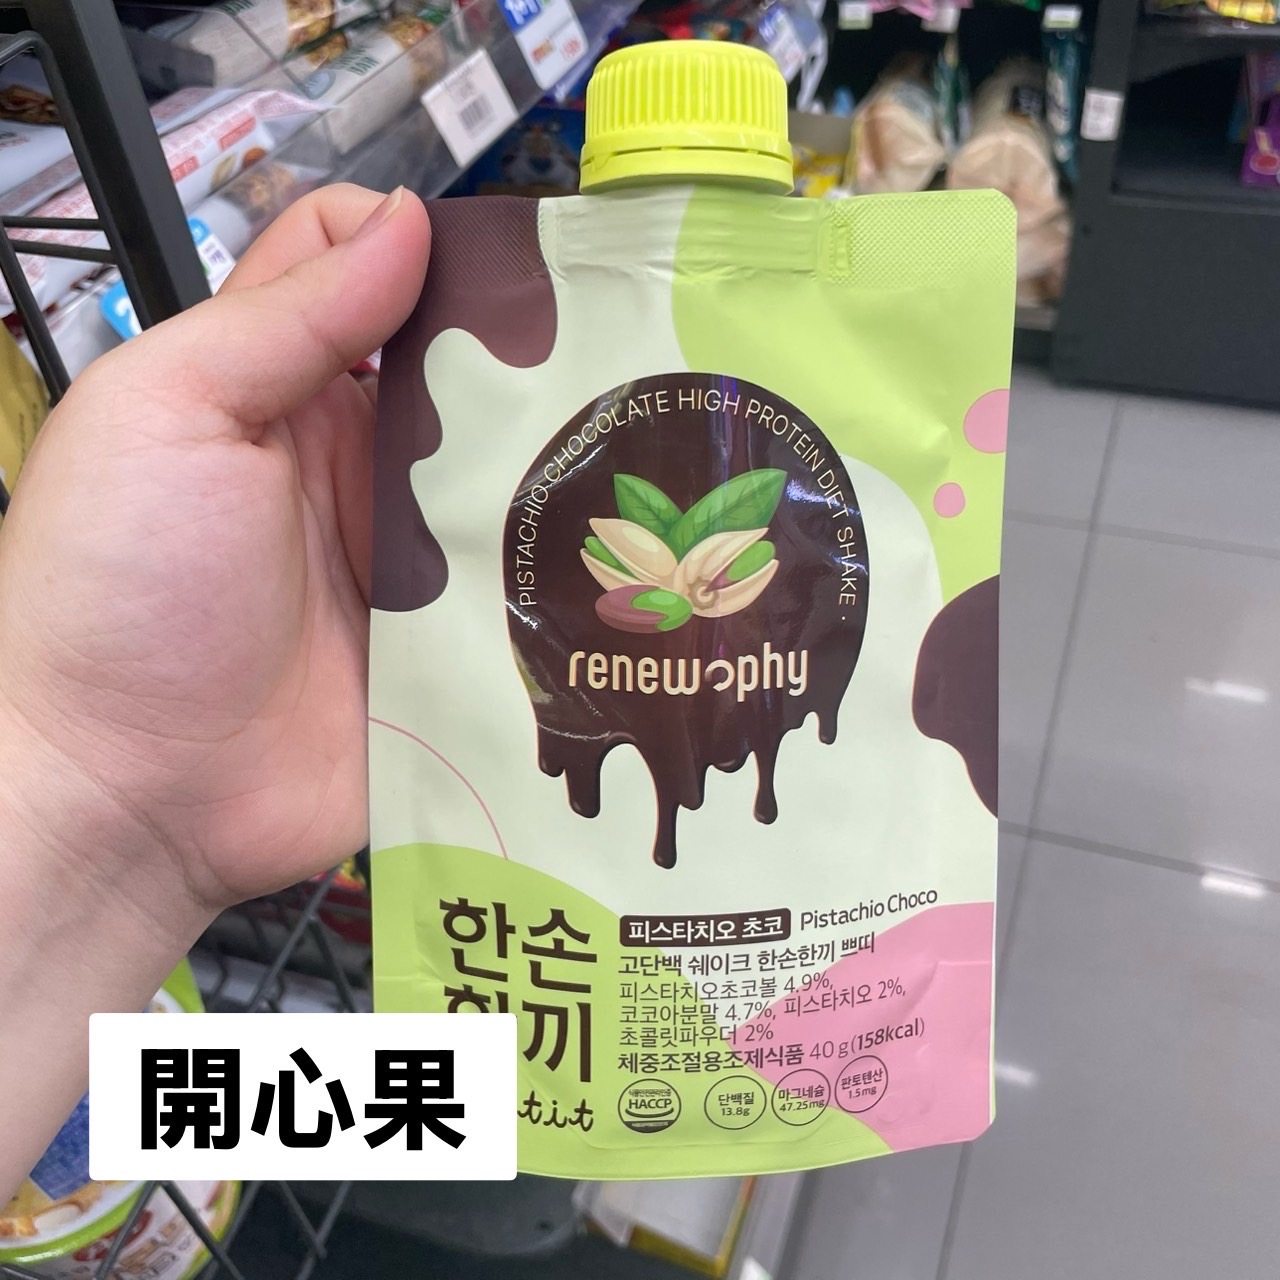 PISTACHIO CHOCOLATE HIGH PROTEIN DIET SHAKE ·
renewophy
한손
한끼
tit
피스타치오 초코 Pistachio Choco
고단백 쉐이크 한손한끼 쁘띠
피스타치오초코볼 4.9%,
코코아분말 4.7%, 피스타치오 2%,
초콜릿파우더 2%
체중조절용조제식품 40g(158kcal)
HACCP
단백질
13.8g
마그네슘
47.25mg
판토텐산
1.5mg
開心果